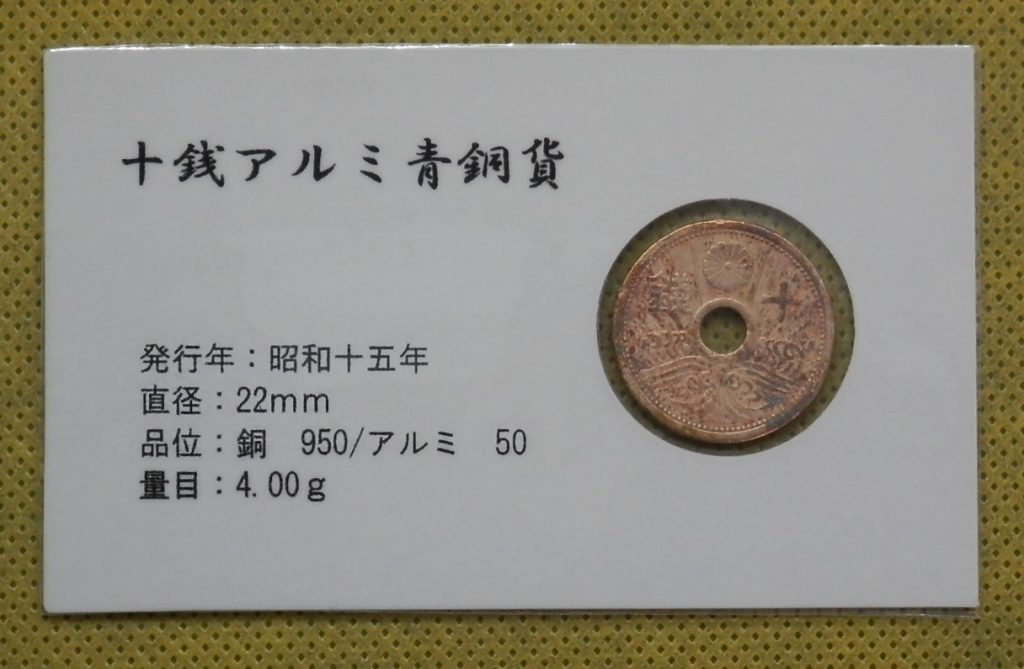 十銭アルミ青銅貨
十
銭
発行年：昭和十五年
直径：22mm
品位：銅　950/アルミ　50
量目：4.00g